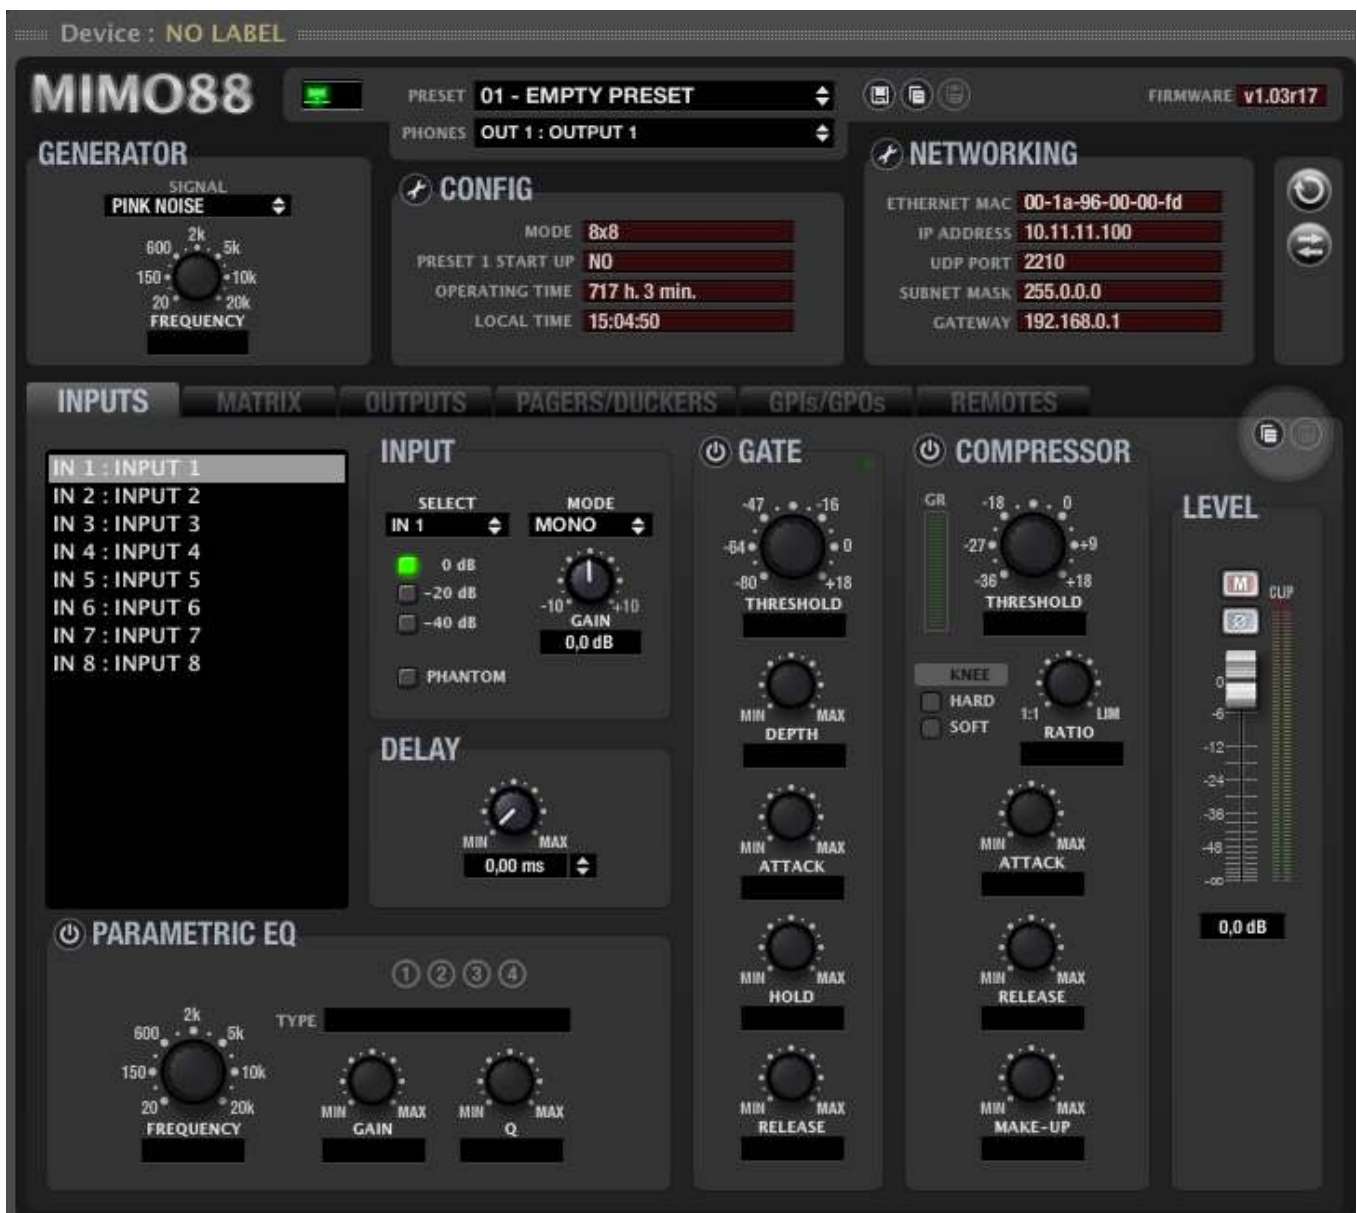 Device : NO LABEL
MIMO88
PRESET 01 - EMPTY PRESET
FIRMWARE v1.03r17
PHONES OUT 1 : OUTPUT 1
GENERATOR
SIGNAL
PINK NOISE
2k
600 5k
150 10k
20 20k
FREQUENCY
CONFIG
MODE 8x8
PRESET 1 START UP NO
OPERATING TIME 717 h. 3 min.
LOCAL TIME 15:04:50
NETWORKING
ETHERNET MAC 00-1a-96-00-00-fd
IP ADDRESS 10.11.11.100
UDP PORT 2210
SUBNET MASK 255.0.0.0
GATEWAY 192.168.0.1
INPUTS MATRIX OUTPUTS PAGERS/DUCKERS GPIs/GPOs REMOTES
IN 1 : INPUT 1
IN 2 : INPUT 2
IN 3 : INPUT 3
IN 4 : INPUT 4
IN 5 : INPUT 5
IN 6 : INPUT 6
IN 7 : INPUT 7
IN 8 : INPUT 8
INPUT
SELECT MODE
IN 1 MONO
0 dB
-20 dB
-40 dB
-10 +10
GAIN
0,0 dB
PHANTOM
DELAY
MIN MAX
0,00 ms
PARAMETRIC EQ
1 2 3 4
TYPE
2k
600 5k
150 10k
20 20k
FREQUENCY
MIN MAX
GAIN
MIN MAX
Q
GATE
-47 -16
-64 0
-80 +18
THRESHOLD
MIN MAX
DEPTH
MIN MAX
ATTACK
MIN MAX
HOLD
MIN MAX
RELEASE
COMPRESSOR
GR
-18 0
-27 +9
-36 +18
THRESHOLD
KNEE
HARD
SOFT
1:1 LIM
RATIO
MIN MAX
ATTACK
MIN MAX
RELEASE
MIN MAX
MAKE-UP
LEVEL
M
CLIP
Ø
0
-6
-12
-24
-36
-48
-∞
0,0 dB